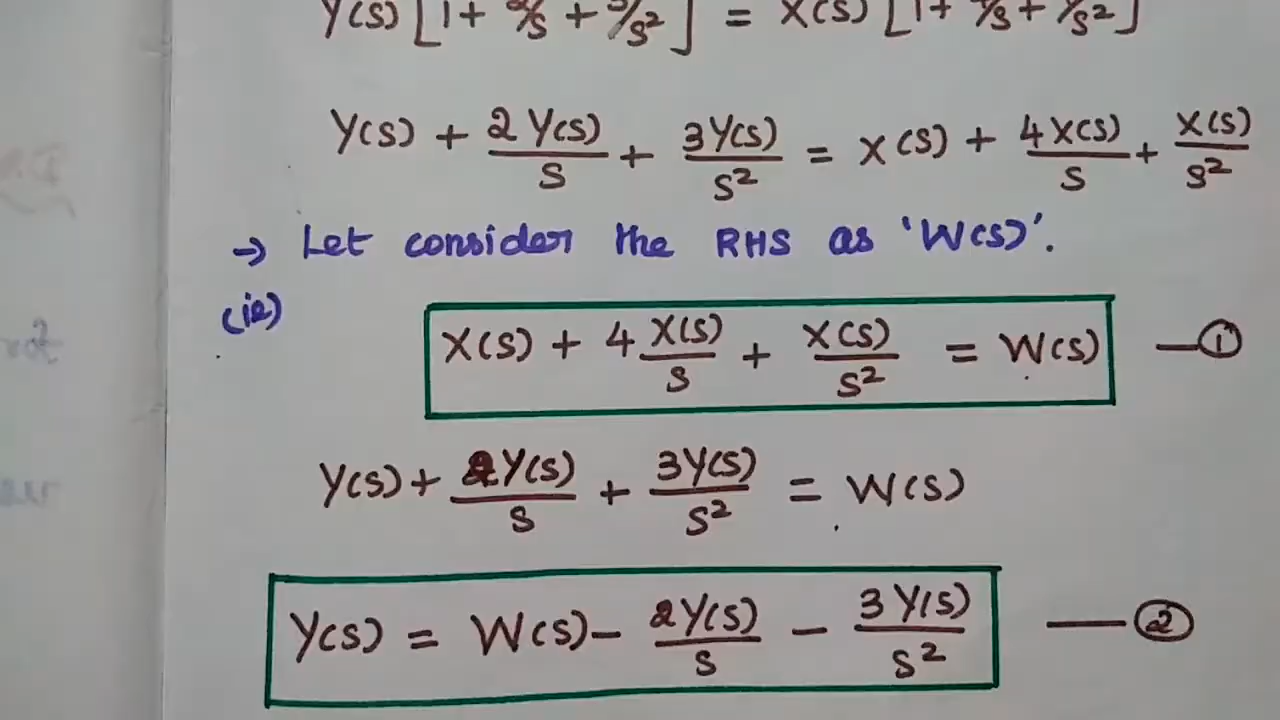 Y(S) [1 + 2/S + 3/S²] = X(S) [1 + 4/S + 1/S²]
Y(S) + 2Y(S)/S + 3Y(S)/S² = X(S) + 4X(S)/S + X(S)/S²
→ Let consider the RHS as 'W(S)'.
(ie)
X(S) + 4 X(S)/S + X(S)/S² = W(S) —①
Y(S) + 2Y(S)/S + 3Y(S)/S² = W(S)
Y(S) = W(S) − 2Y(S)/S − 3Y(S)/S² —②